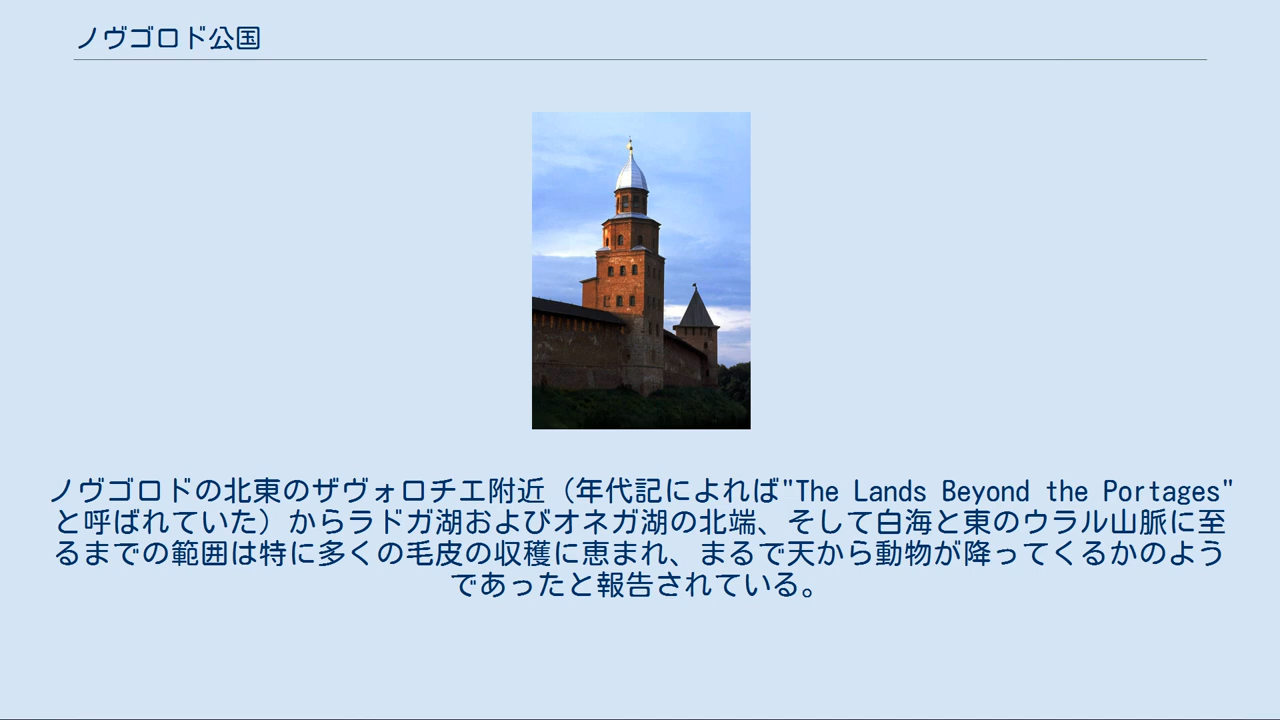 ノヴゴロド公国
ノヴゴロドの北東のザヴォロチエ附近（年代記によれば"The Lands Beyond the Portages"
と呼ばれていた）からラドガ湖およびオネガ湖の北端、そして白海と東のウラル山脈に至
るまでの範囲は特に多くの毛皮の収穫に恵まれ、まるで天から動物が降ってくるかのよう
であったと報告されている。